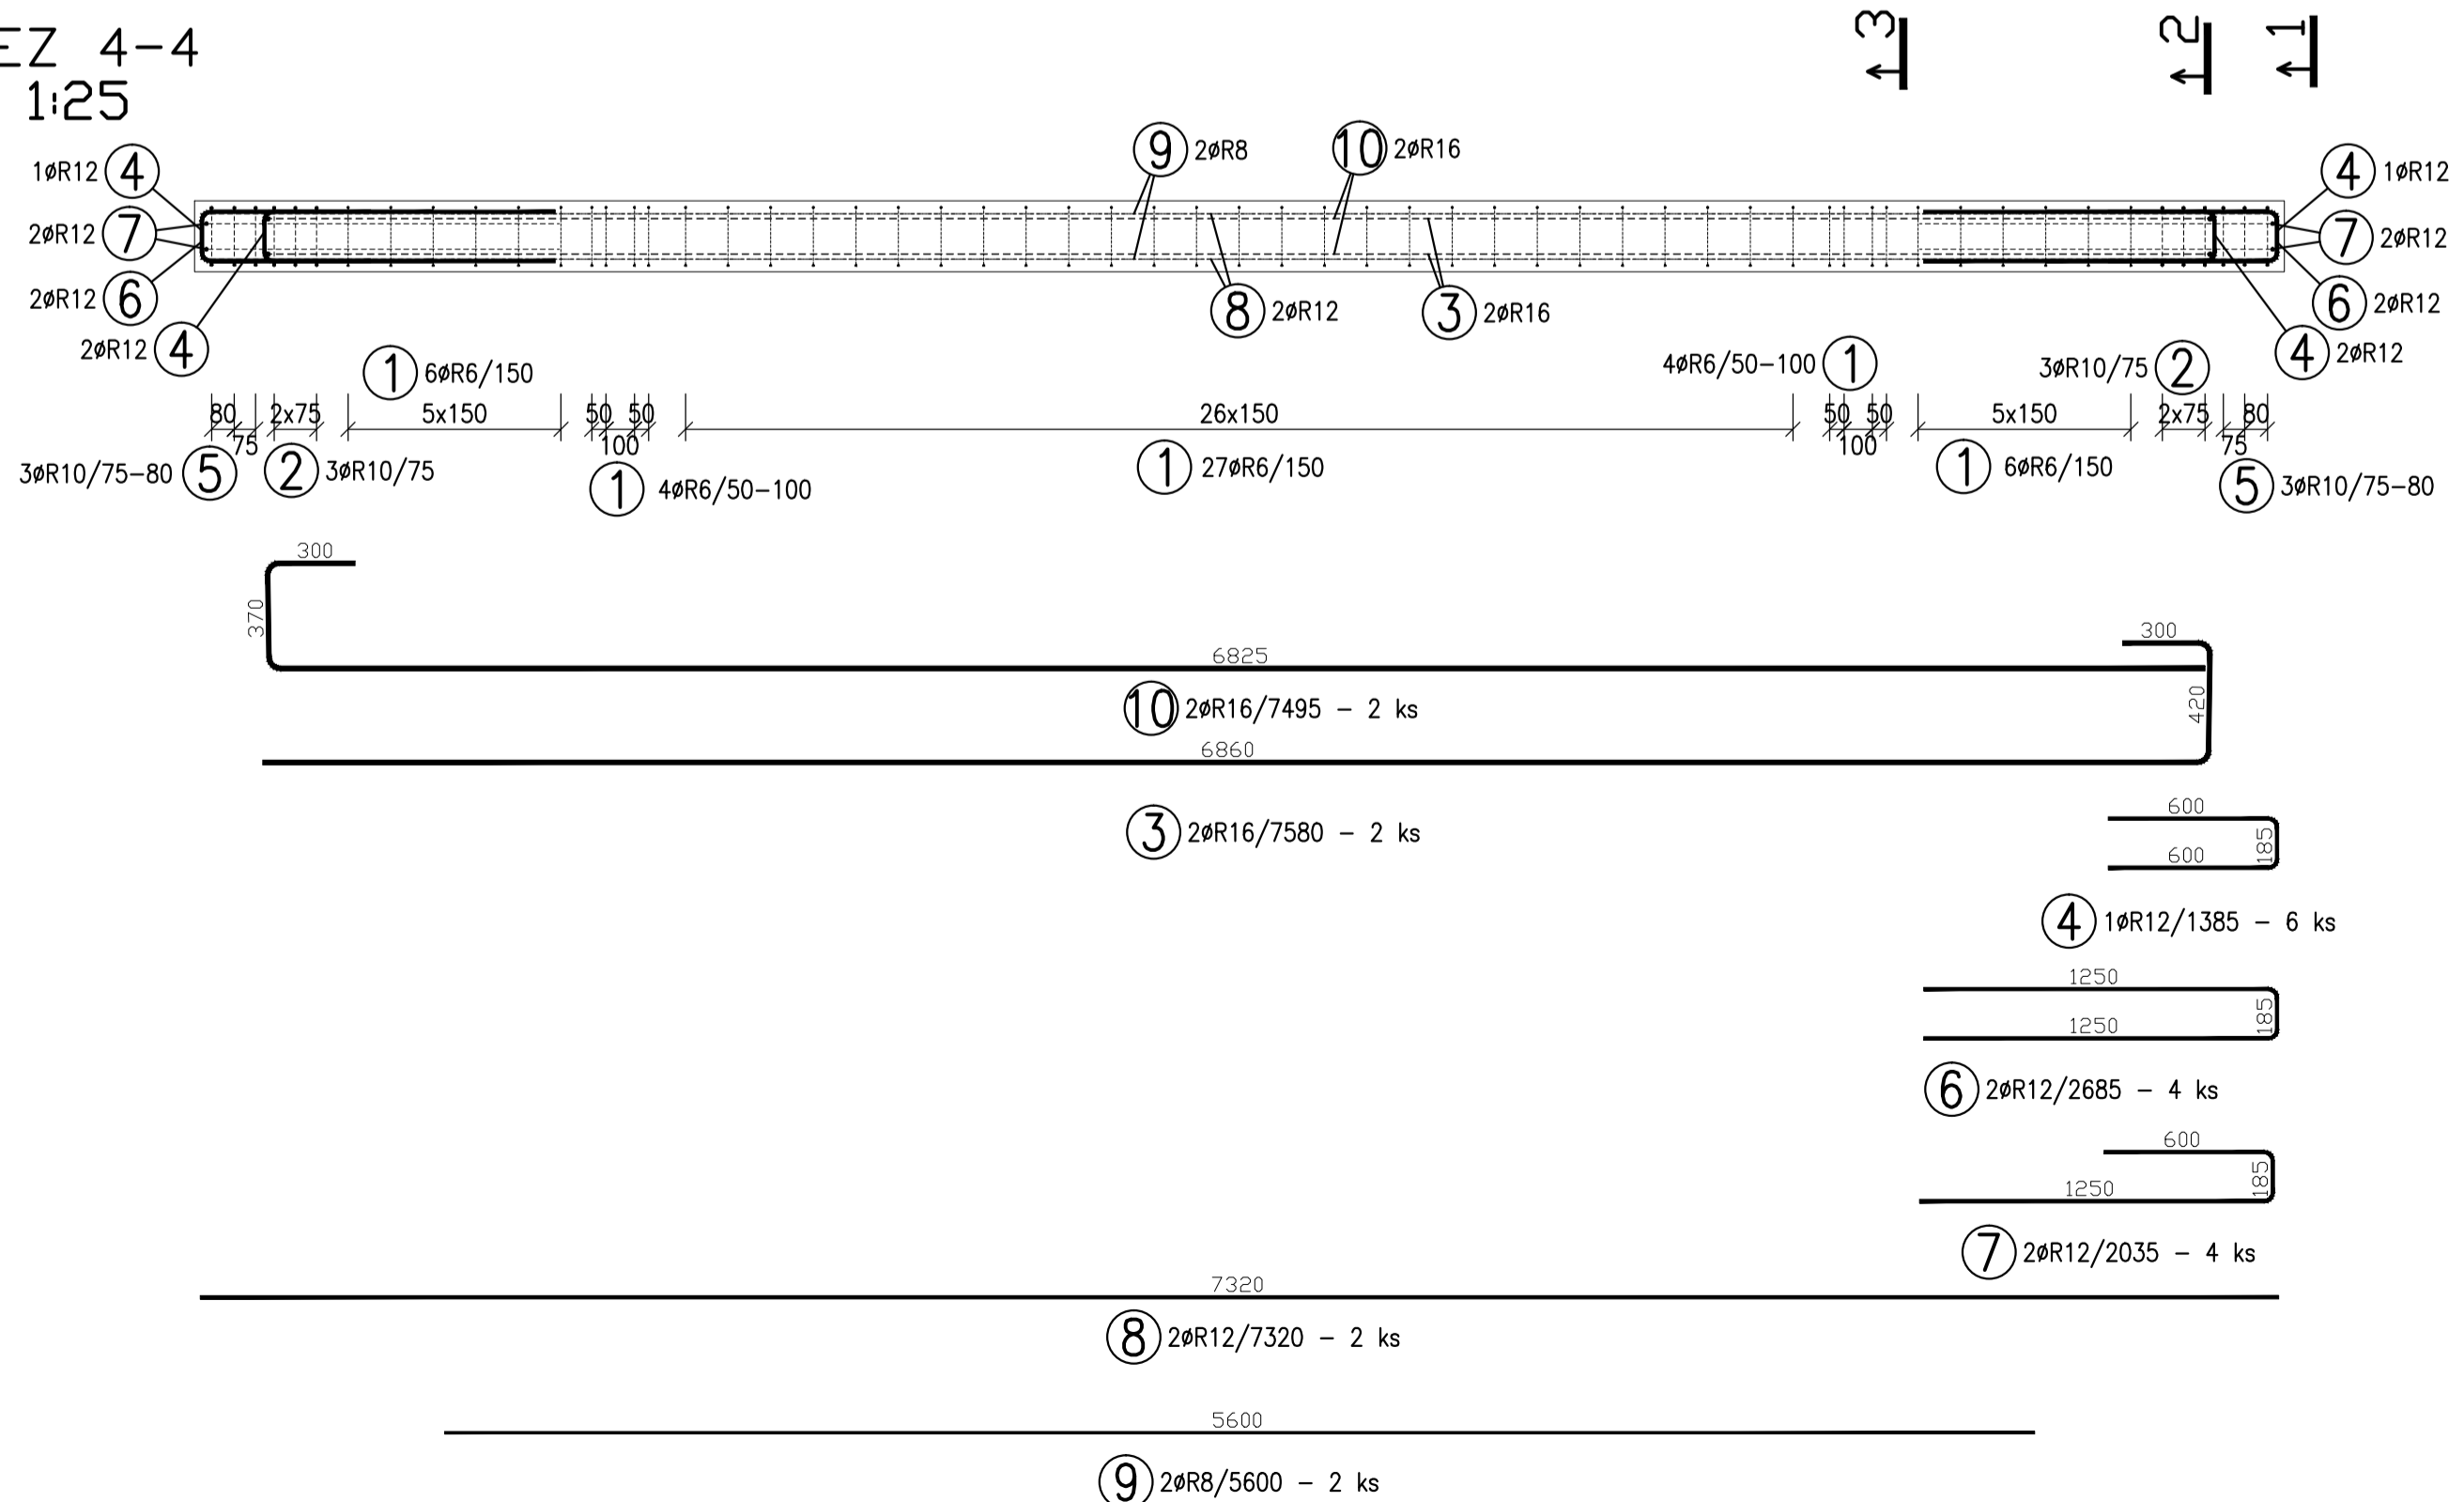 EZ 4-4
1:25
3
2
1
1øR12 4
2øR12 7
2øR12 6
2øR12 4
9 2øR8
10 2øR16
8 2øR12
3 2øR16
4 1øR12
7 2øR12
6 2øR12
4 2øR12
1 6øR6/150
4øR6/50-100 1
3øR10/75 2
80
75
2x75
5x150
50
100
50
26x150
50
100
50
5x150
2x75
75
80
3øR10/75-80 5
2 3øR10/75
1 4øR6/50-100
1 27øR6/150
1 6øR6/150
5 3øR10/75-80
300
370
6825
10 2øR16/7495 - 2 ks
300
420
6860
3 2øR16/7580 - 2 ks
600
185
600
4 1øR12/1385 - 6 ks
1250
185
1250
6 2øR12/2685 - 4 ks
600
185
1250
7 2øR12/2035 - 4 ks
7320
8 2øR12/7320 - 2 ks
5600
9 2øR8/5600 - 2 ks